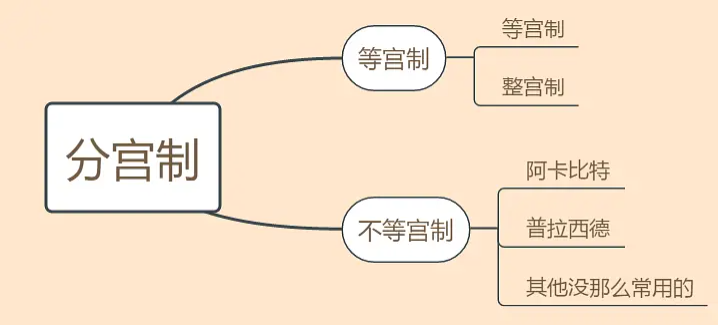 分宫制
等宫制
等宫制
整宫制
不等宫制
阿卡比特
普拉西德
其他没那么常用的